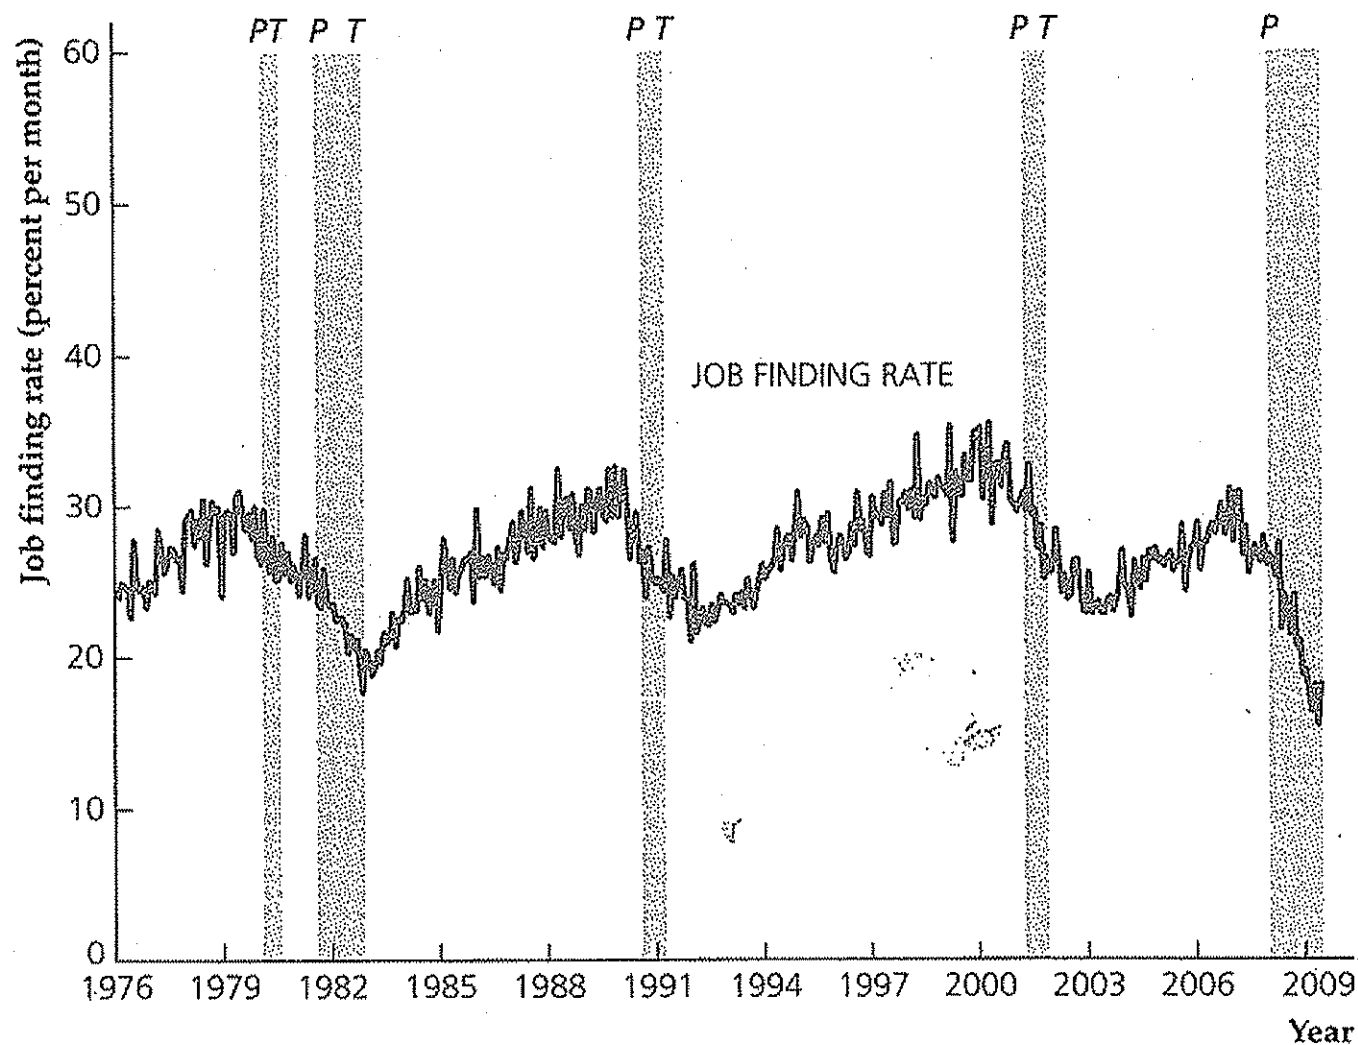 PT P T P T P T P
Job finding rate (percent per month)
60
50
40
JOB FINDING RATE
30
20
10
0
1976 1979 1982 1985 1988 1991 1994 1997 2000 2003 2006 2009
Year